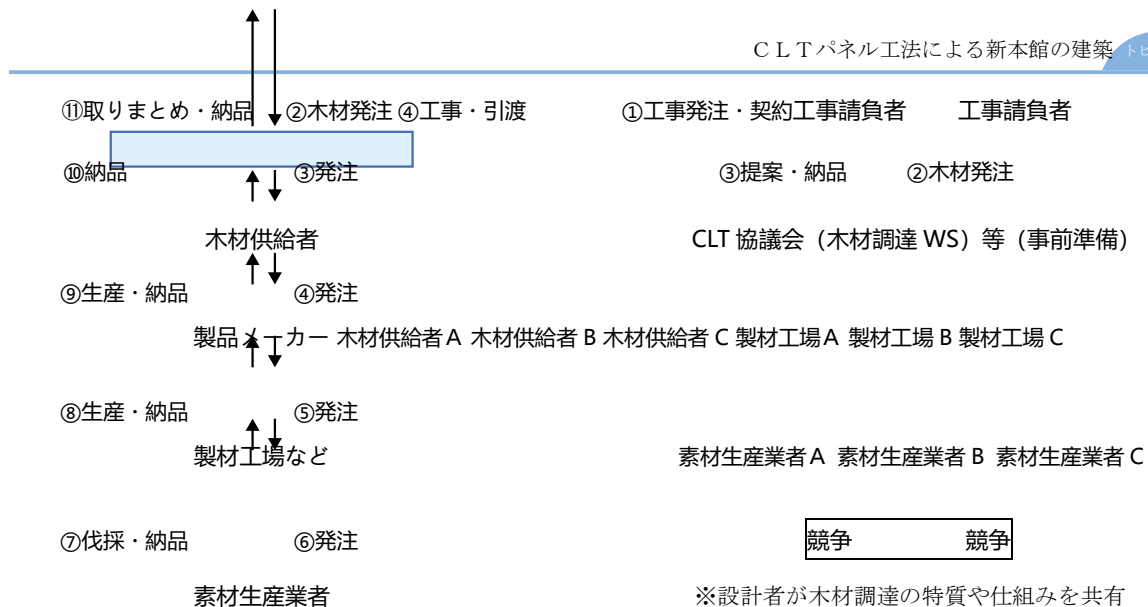 CLTパネル工法による新本館の建築 トピ
⑪取りまとめ・納品 ②木材発注 ④工事・引渡 ①工事発注・契約工事請負者 工事請負者
⑩納品 ③発注 ③提案・納品 ②木材発注
木材供給者 CLT 協議会（木材調達 WS）等（事前準備）
⑨生産・納品 ④発注
製品メーカー 木材供給者A 木材供給者 B 木材供給者 C 製材工場A 製材工場 B 製材工場 C
⑧生産・納品 ⑤発注
製材工場など 素材生産業者A 素材生産業者 B 素材生産業者 C
⑦伐採・納品 ⑥発注 競争 競争
素材生産業者 ※設計者が木材調達の特質や仕組みを共有